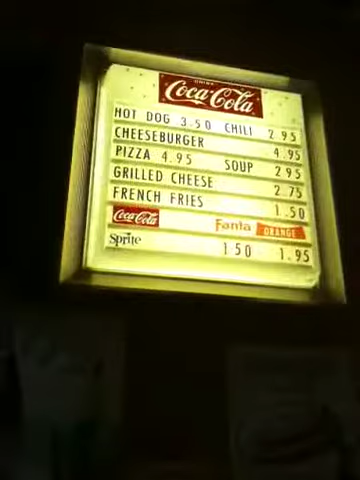 DRINK
Coca-Cola
HOT DOG 3.50 CHILI 2.95
CHEESEBURGER 4.95
PIZZA 4.95 SOUP 2.95
GRILLED CHEESE 2.75
FRENCH FRIES 1.50
Coca-Cola Fanta ORANGE
Sprite 1.50 1.95